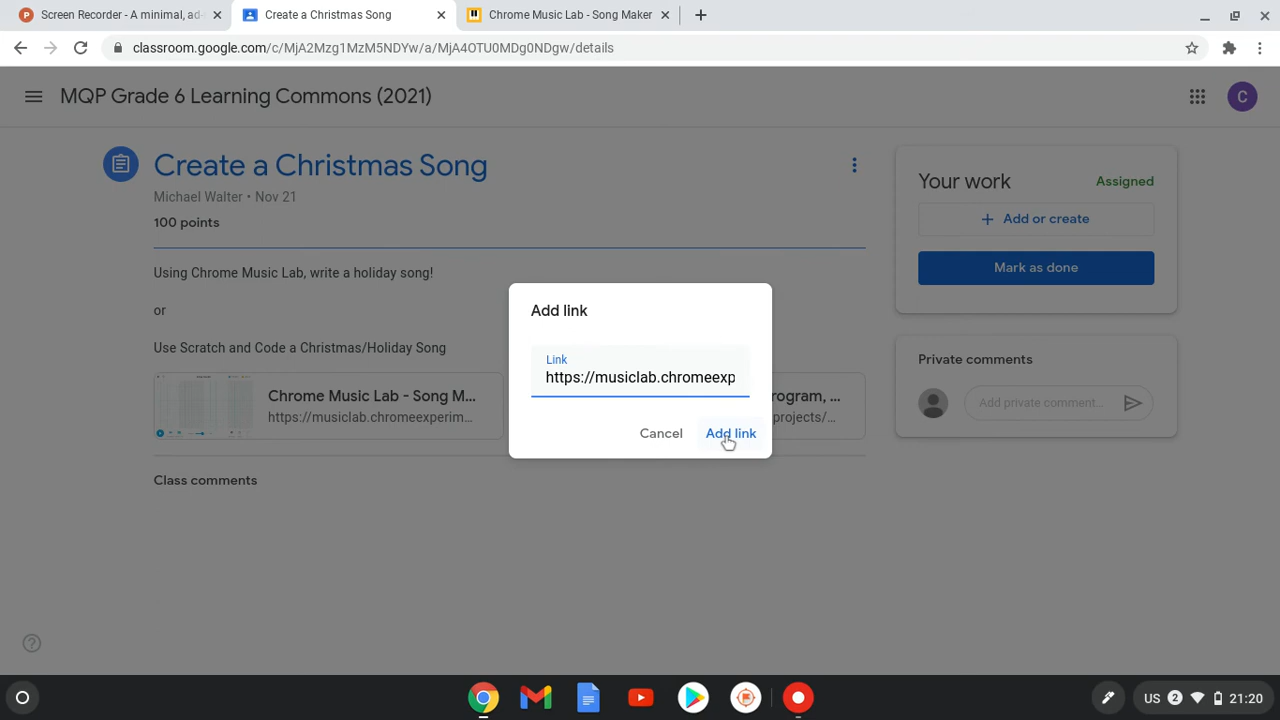 Screen Recorder - A minimal, ad-
Create a Christmas Song
Chrome Music Lab - Song Maker
classroom.google.com/c/MjA2Mzg1MzM5NDYw/a/MjA4OTU0MDg0NDgw/details
MQP Grade 6 Learning Commons (2021)
C
Create a Christmas Song
Michael Walter • Nov 21
100 points
Using Chrome Music Lab, write a holiday song!
or
Use Scratch and Code a Christmas/Holiday Song
Chrome Music Lab - Song M...
https://musiclab.chromeexperim...
rogram, ...
projects/...
Class comments
Your work
Assigned
+ Add or create
Mark as done
Private comments
Add private comment...
Add link
Link
https://musiclab.chromeexp
Cancel
Add link
US 2 21:20